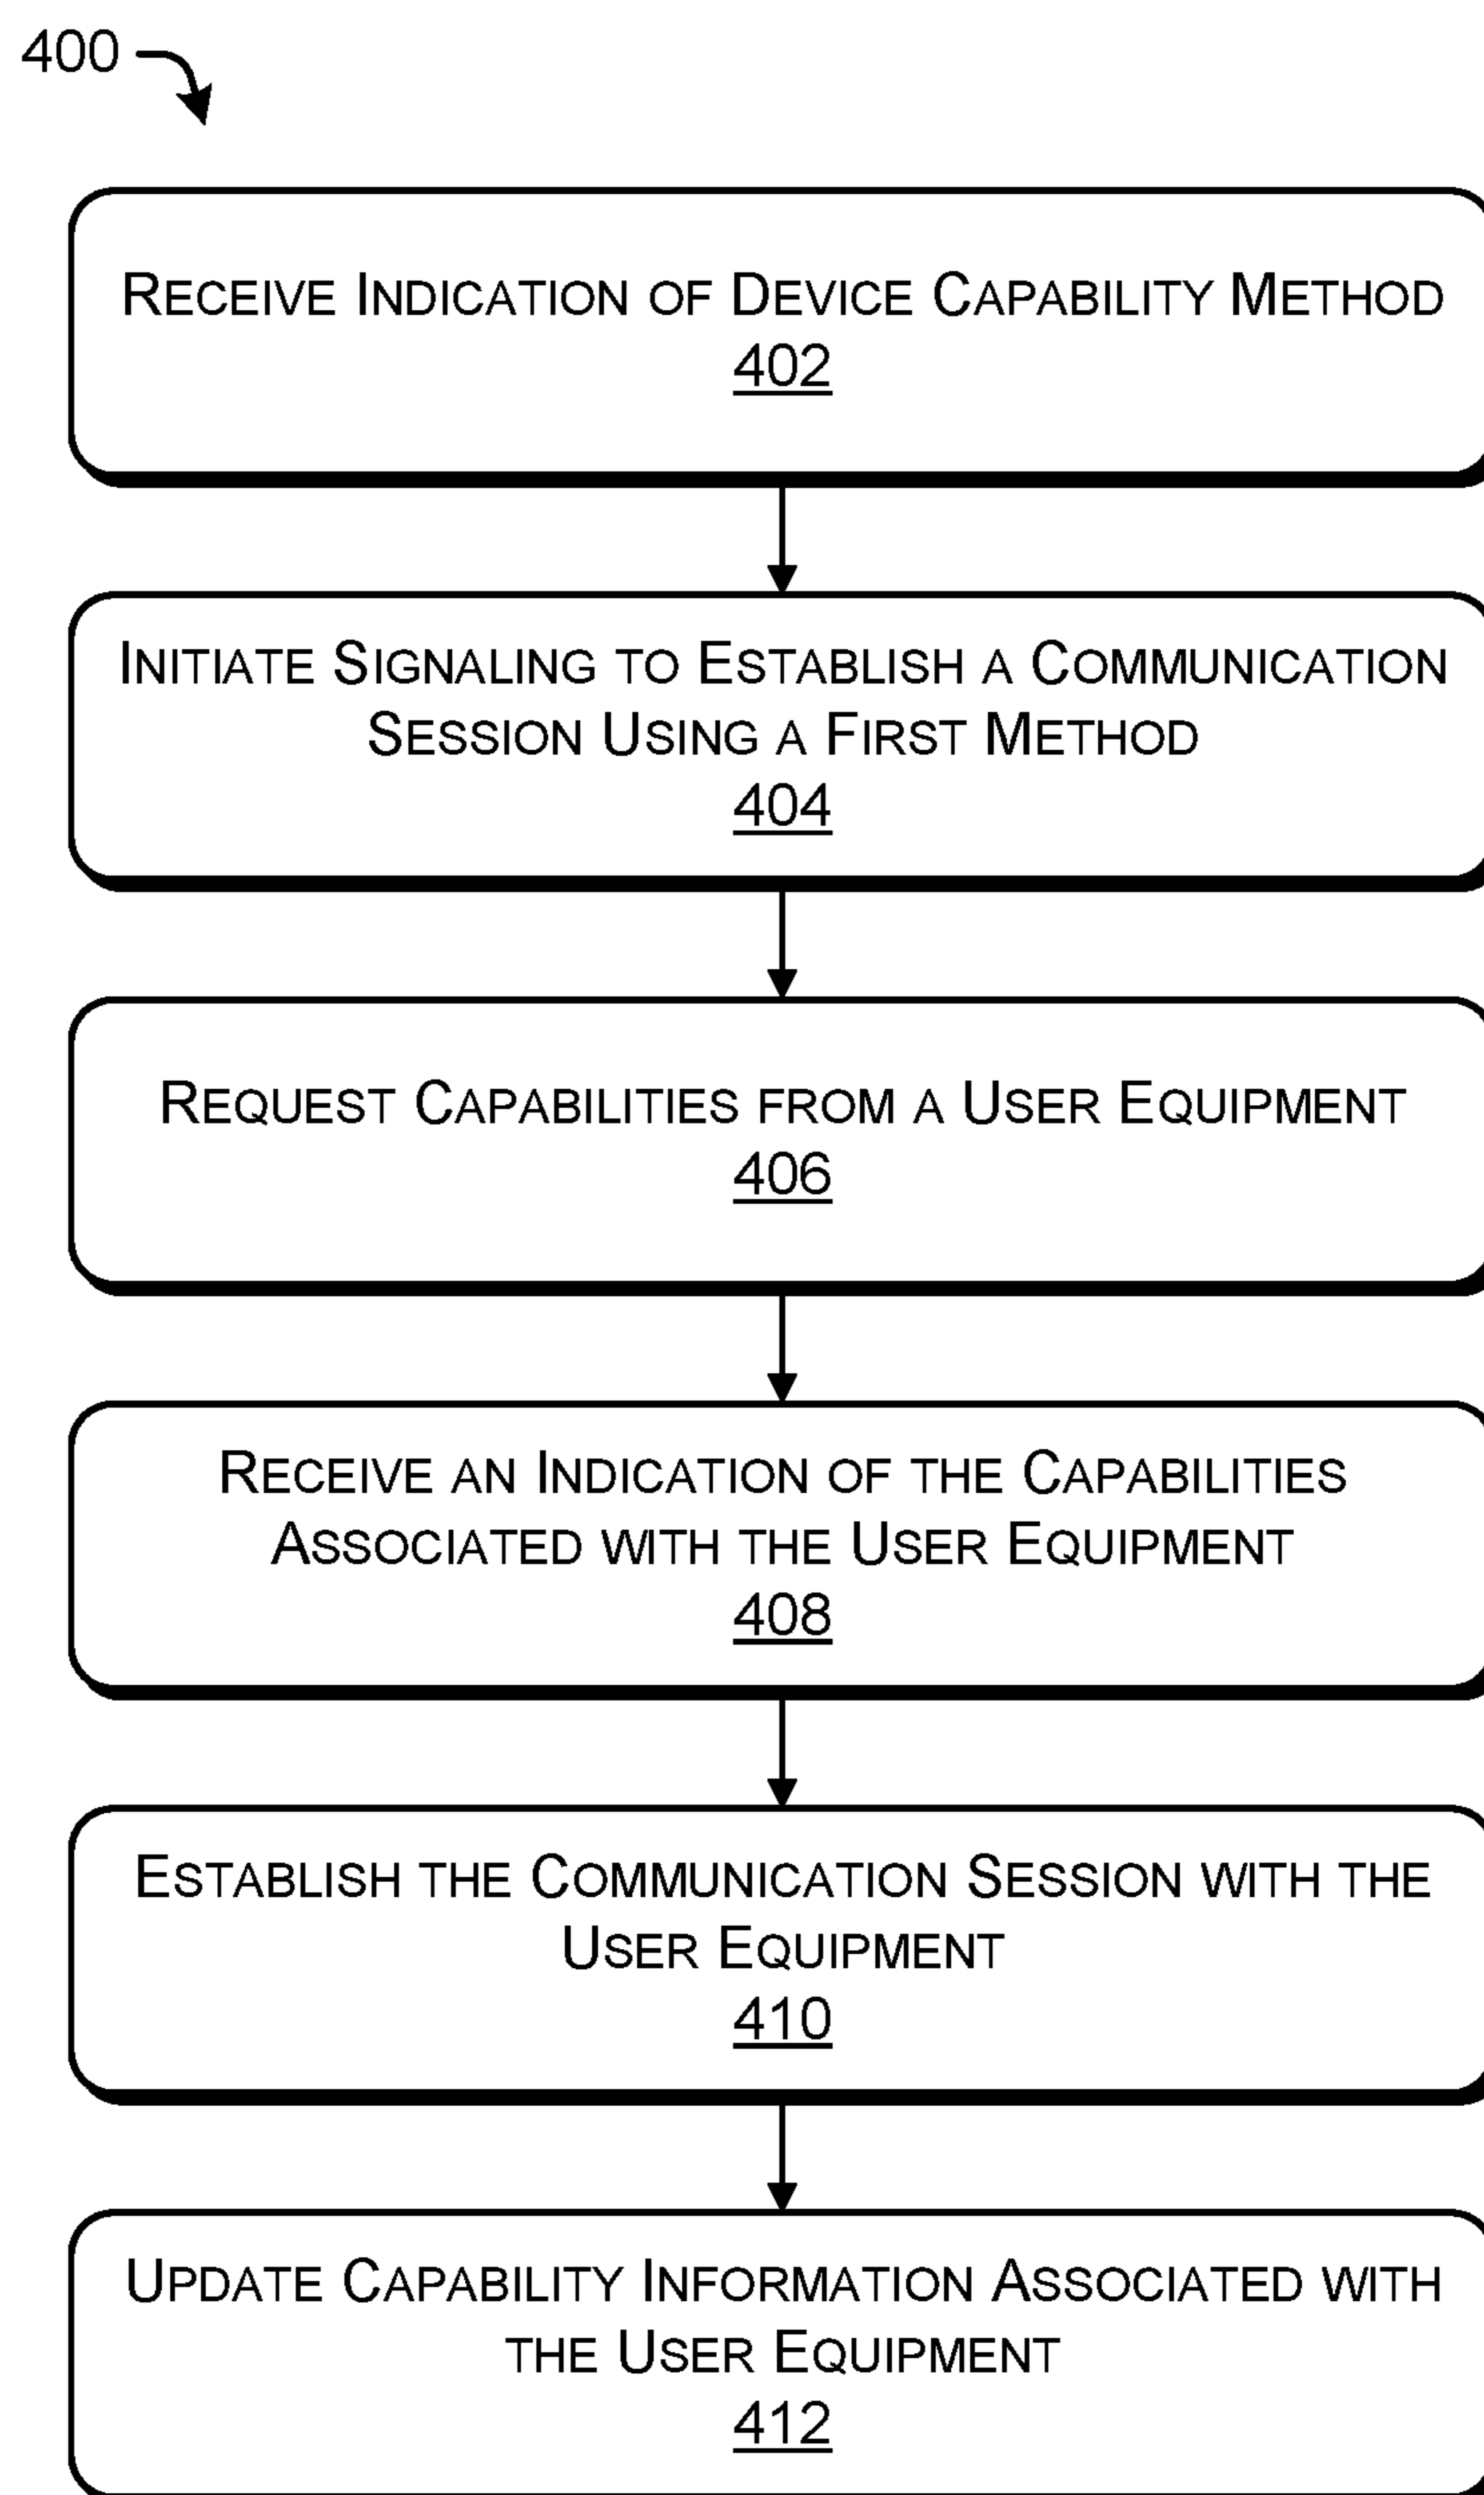 400
Receive Indication of Device Capability Method
402
Initiate Signaling to Establish a Communication
Session Using a First Method
404
Request Capabilities from a User Equipment
406
Receive an Indication of the Capabilities
Associated with the User Equipment
408
Establish the Communication Session with the
User Equipment
410
Update Capability Information Associated with
the User Equipment
412